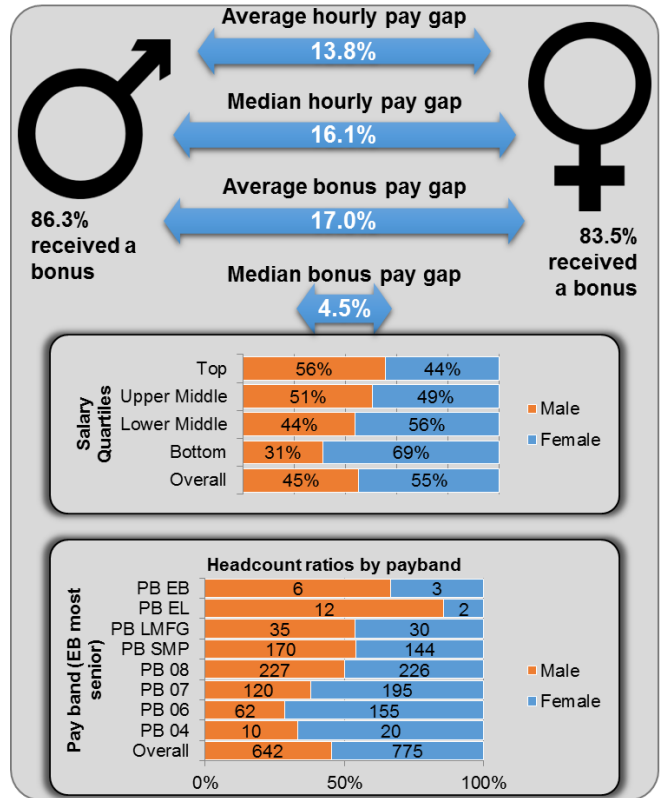 Average hourly pay gap
13.8%
Median hourly pay gap
16.1%
Average bonus pay gap
17.0%
86.3%
received a
bonus
83.5%
received
a bonus
Median bonus pay gap
4.5%
Salary
Quartiles
Top 56% 44%
Upper Middle 51% 49%
Lower Middle 44% 56%
Bottom 31% 69%
Overall 45% 55%
Male
Female
Headcount ratios by payband
Pay band (EB most
senior)
PB EB 6 3
PB EL 12 2
PB LMFG 35 30
PB SMP 170 144
PB 08 227 226
PB 07 120 195
PB 06 62 155
PB 04 10 20
Overall 642 775
0% 50% 100%
Male
Female